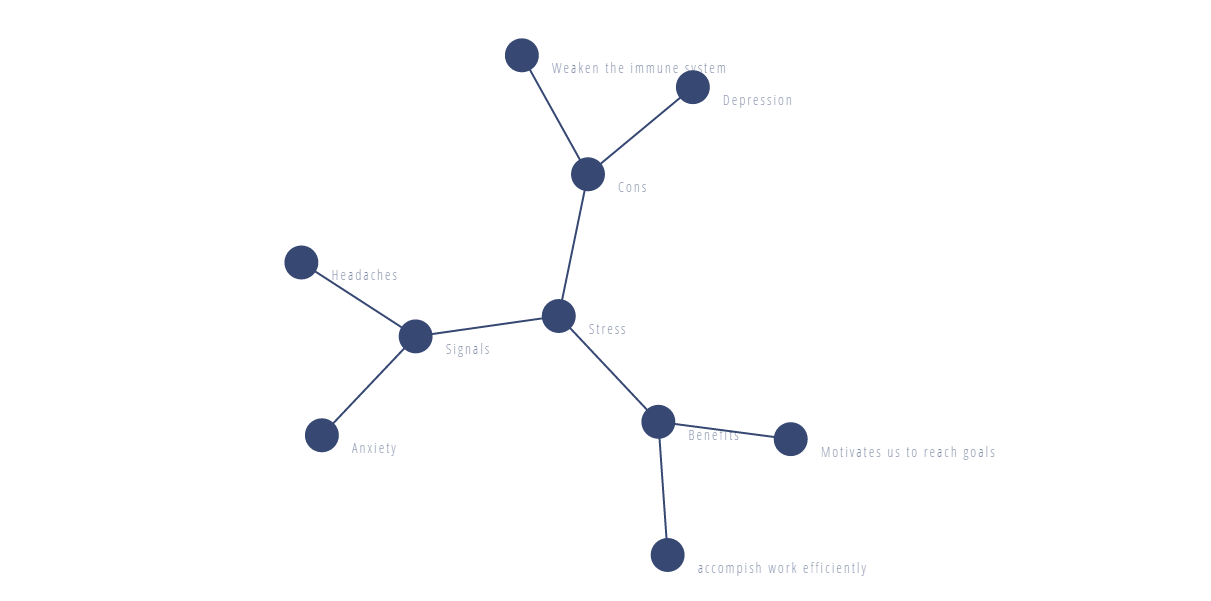 Weaken the immune system
Depression
Cons
Headaches
Stress
Signals
Benefits
Anxiety
Motivates us to reach goals
accompish work efficiently